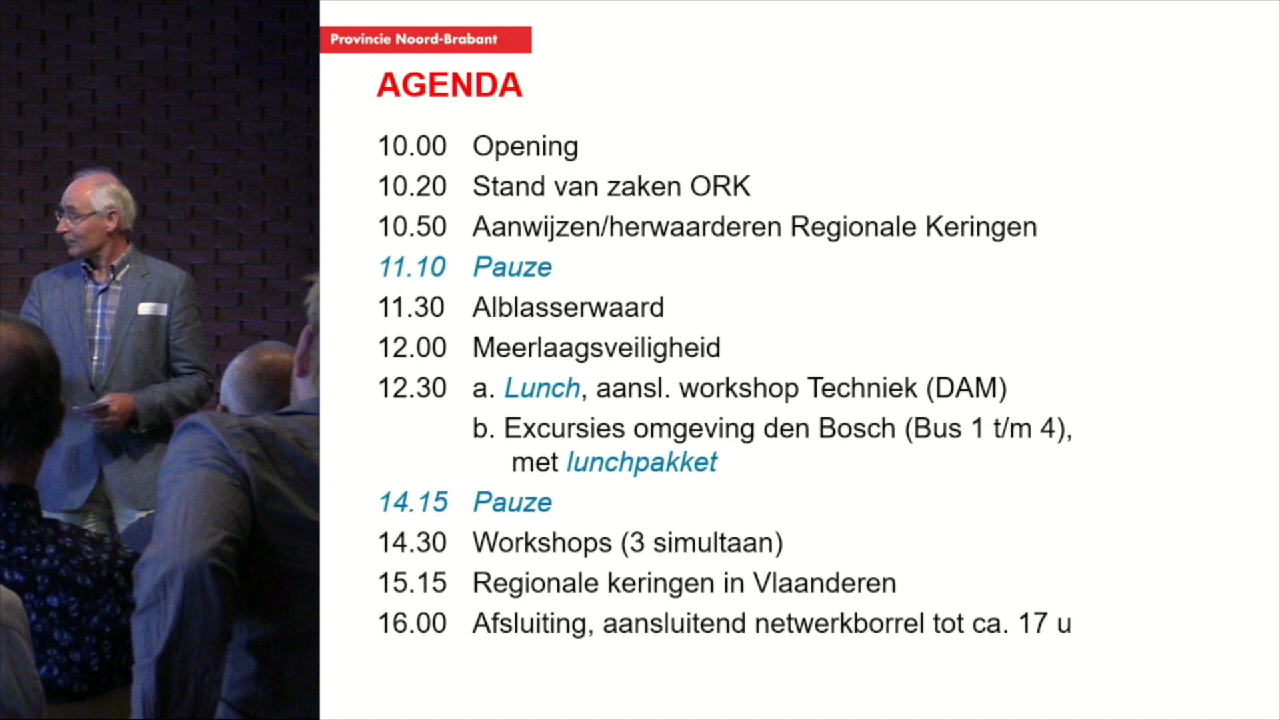 Provincie Noord-Brabant
AGENDA
10.00 Opening
10.20 Stand van zaken ORK
10.50 Aanwijzen/herwaarderen Regionale Keringen
11.10 Pauze
11.30 Alblasserwaard
12.00 Meerlaagsveiligheid
12.30 a. Lunch, aansl. workshop Techniek (DAM)
b. Excursies omgeving den Bosch (Bus 1 t/m 4),
met lunchpakket
14.15 Pauze
14.30 Workshops (3 simultaan)
15.15 Regionale keringen in Vlaanderen
16.00 Afsluiting, aansluitend netwerkborrel tot ca. 17 u